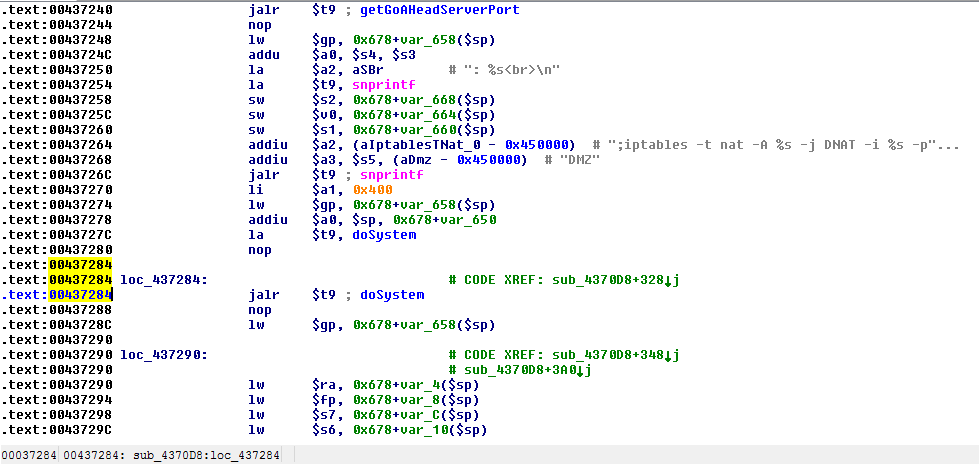 .text:00437240 jalr $t9 ; getGoAHeadServerPort
.text:00437244 nop
.text:00437248 lw $gp, 0x678+var_658($sp)
.text:0043724C addu $a0, $s4, $s3
.text:00437250 la $a2, aSBr # ": %s<br>\n"
.text:00437254 la $t9, snprintf
.text:00437258 sw $s2, 0x678+var_668($sp)
.text:0043725C sw $v0, 0x678+var_664($sp)
.text:00437260 sw $s1, 0x678+var_660($sp)
.text:00437264 addiu $a2, (aIptablesTNat_0 - 0x450000) # ";iptables -t nat -A %s -j DNAT -i %s -p"...
.text:00437268 addiu $a3, $s5, (aDmz - 0x450000) # "DMZ"
.text:0043726C jalr $t9 ; snprintf
.text:00437270 li $a1, 0x400
.text:00437274 lw $gp, 0x678+var_658($sp)
.text:00437278 addiu $a0, $sp, 0x678+var_650
.text:0043727C la $t9, doSystem
.text:00437280 nop
.text:00437284
.text:00437284 loc_437284: # CODE XREF: sub_4370D8+328↓j
.text:00437284 jalr $t9 ; doSystem
.text:00437288 nop
.text:0043728C lw $gp, 0x678+var_658($sp)
.text:00437290
.text:00437290 loc_437290: # CODE XREF: sub_4370D8+348↓j
.text:00437290 # sub_4370D8+3A0↓j
.text:00437290 lw $ra, 0x678+var_4($sp)
.text:00437294 lw $fp, 0x678+var_8($sp)
.text:00437298 lw $s7, 0x678+var_C($sp)
.text:0043729C lw $s6, 0x678+var_10($sp)
00037284 00437284: sub_4370D8:loc_437284